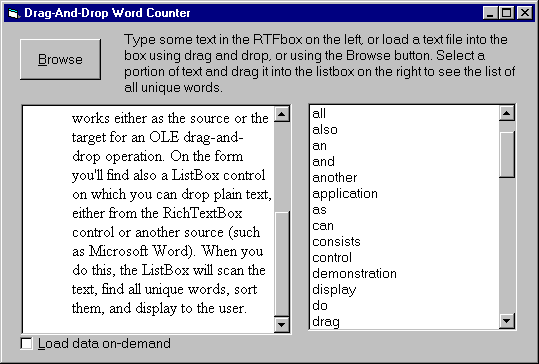 Drag-And-Drop Word Counter
Browse
Type some text in the RTFbox on the left, or load a text file into the
box using drag and drop, or using the Browse button. Select a
portion of text and drag it into the listbox on the right to see the list of
all unique words.
works either as the source or the
target for an OLE drag-and-
drop operation. On the form
you'll find also a ListBox control
on which you can drop plain text,
either from the RichTextBox
control or another source (such
as Microsoft Word). When you
do this, the ListBox will scan the
text, find all unique words, sort
them, and display to the user.
all
also
an
and
another
application
as
can
consists
control
demonstration
display
do
drag
Load data on-demand